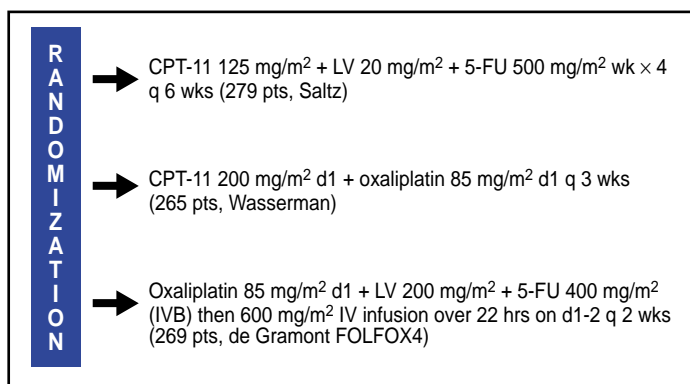 RANDOMIZATION
CPT-11 125 mg/m² + LV 20 mg/m² + 5-FU 500 mg/m² wk × 4
q 6 wks (279 pts, Saltz)
CPT-11 200 mg/m² d1 + oxaliplatin 85 mg/m² d1 q 3 wks
(265 pts, Wasserman)
Oxaliplatin 85 mg/m² d1 + LV 200 mg/m² + 5-FU 400 mg/m²
(IVB) then 600 mg/m² IV infusion over 22 hrs on d1-2 q 2 wks
(269 pts, de Gramont FOLFOX4)